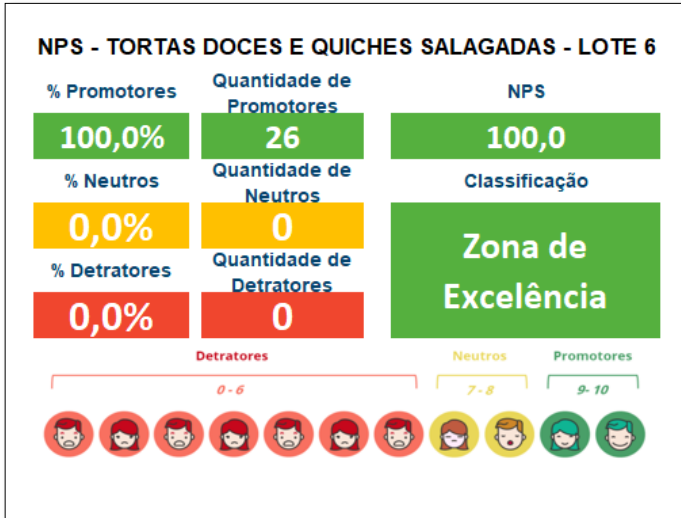 NPS - TORTAS DOCES E QUICHES SALAGADAS - LOTE 6
% Promotores
Quantidade de
Promotores
NPS
100,0%
26
100,0
% Neutros
Quantidade de
Neutros
Classificação
0,0%
0
Zona de
Excelência
% Detratores
Quantidade de
Detratores
0,0%
0
Detratores
Neutros
Promotores
0 - 6
7 - 8
9- 10